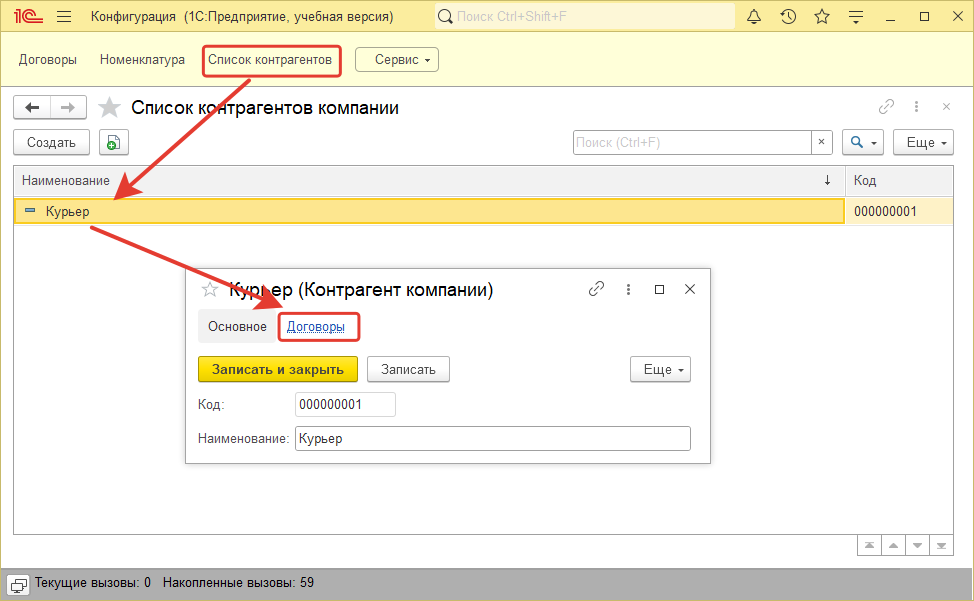 1С Конфигурация (1С:Предприятие, учебная версия) Поиск Ctrl+Shift+F
Договоры Номенклатура Список контрагентов Сервис
Список контрагентов компании
Создать Поиск (Ctrl+F) × Еще
Наименование ↓ Код
Курьер 000000001
Курьер (Контрагент компании)
Основное Договоры
Записать и закрыть Записать Еще
Код: 000000001
Наименование: Курьер
Текущие вызовы: 0 Накопленные вызовы: 59